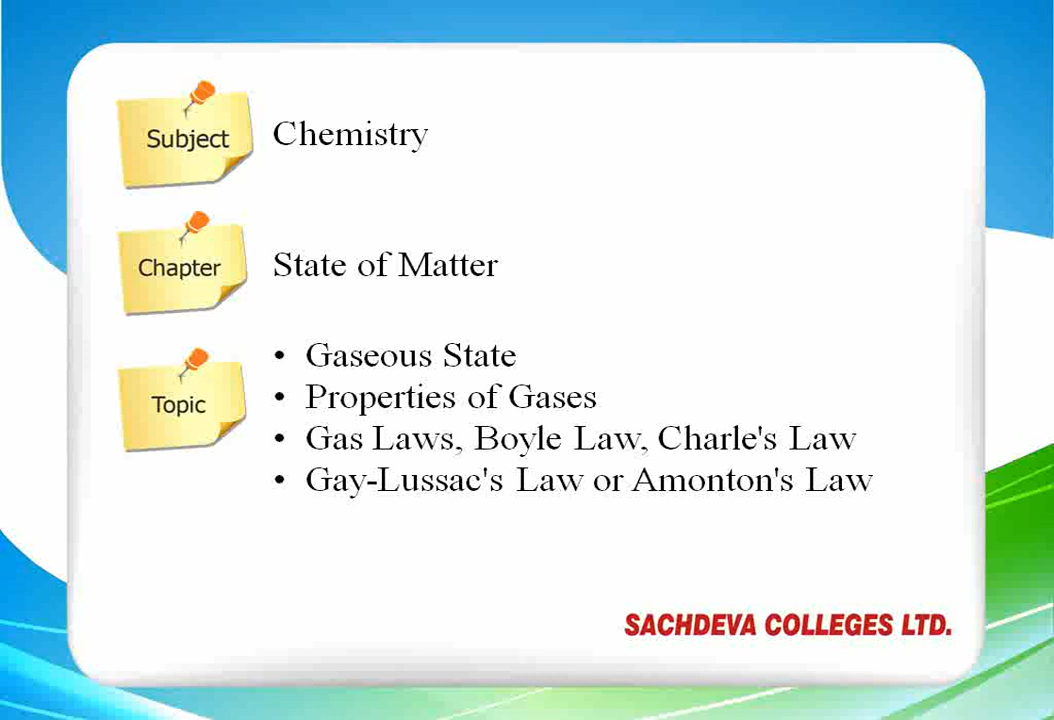 Subject Chemistry
Chapter State of Matter
Topic
• Gaseous State
• Properties of Gases
• Gas Laws, Boyle Law, Charle's Law
• Gay-Lussac's Law or Amonton's Law
SACHDEVA COLLEGES LTD.